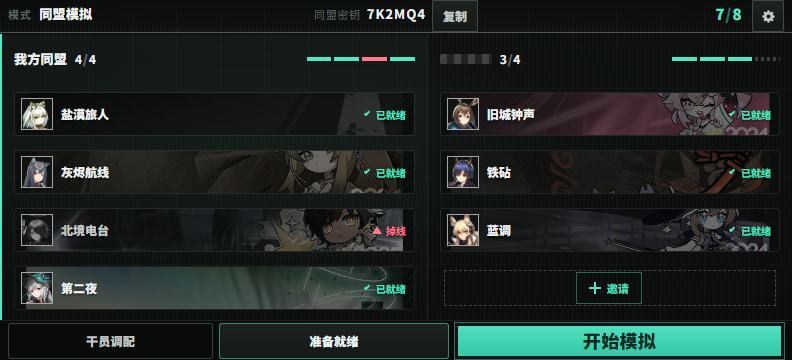 模式 同盟模拟 同盟密钥 7K2MQ4 复制 7/8
我方同盟 4/4
盐漠旅人 已就绪
灰烬航线 已就绪
北境电台 掉线
第二夜 已就绪
3/4
旧城钟声 已就绪
2024
铁砧 已就绪
蓝调 已就绪
邀请
干员调配 准备就绪 开始模拟